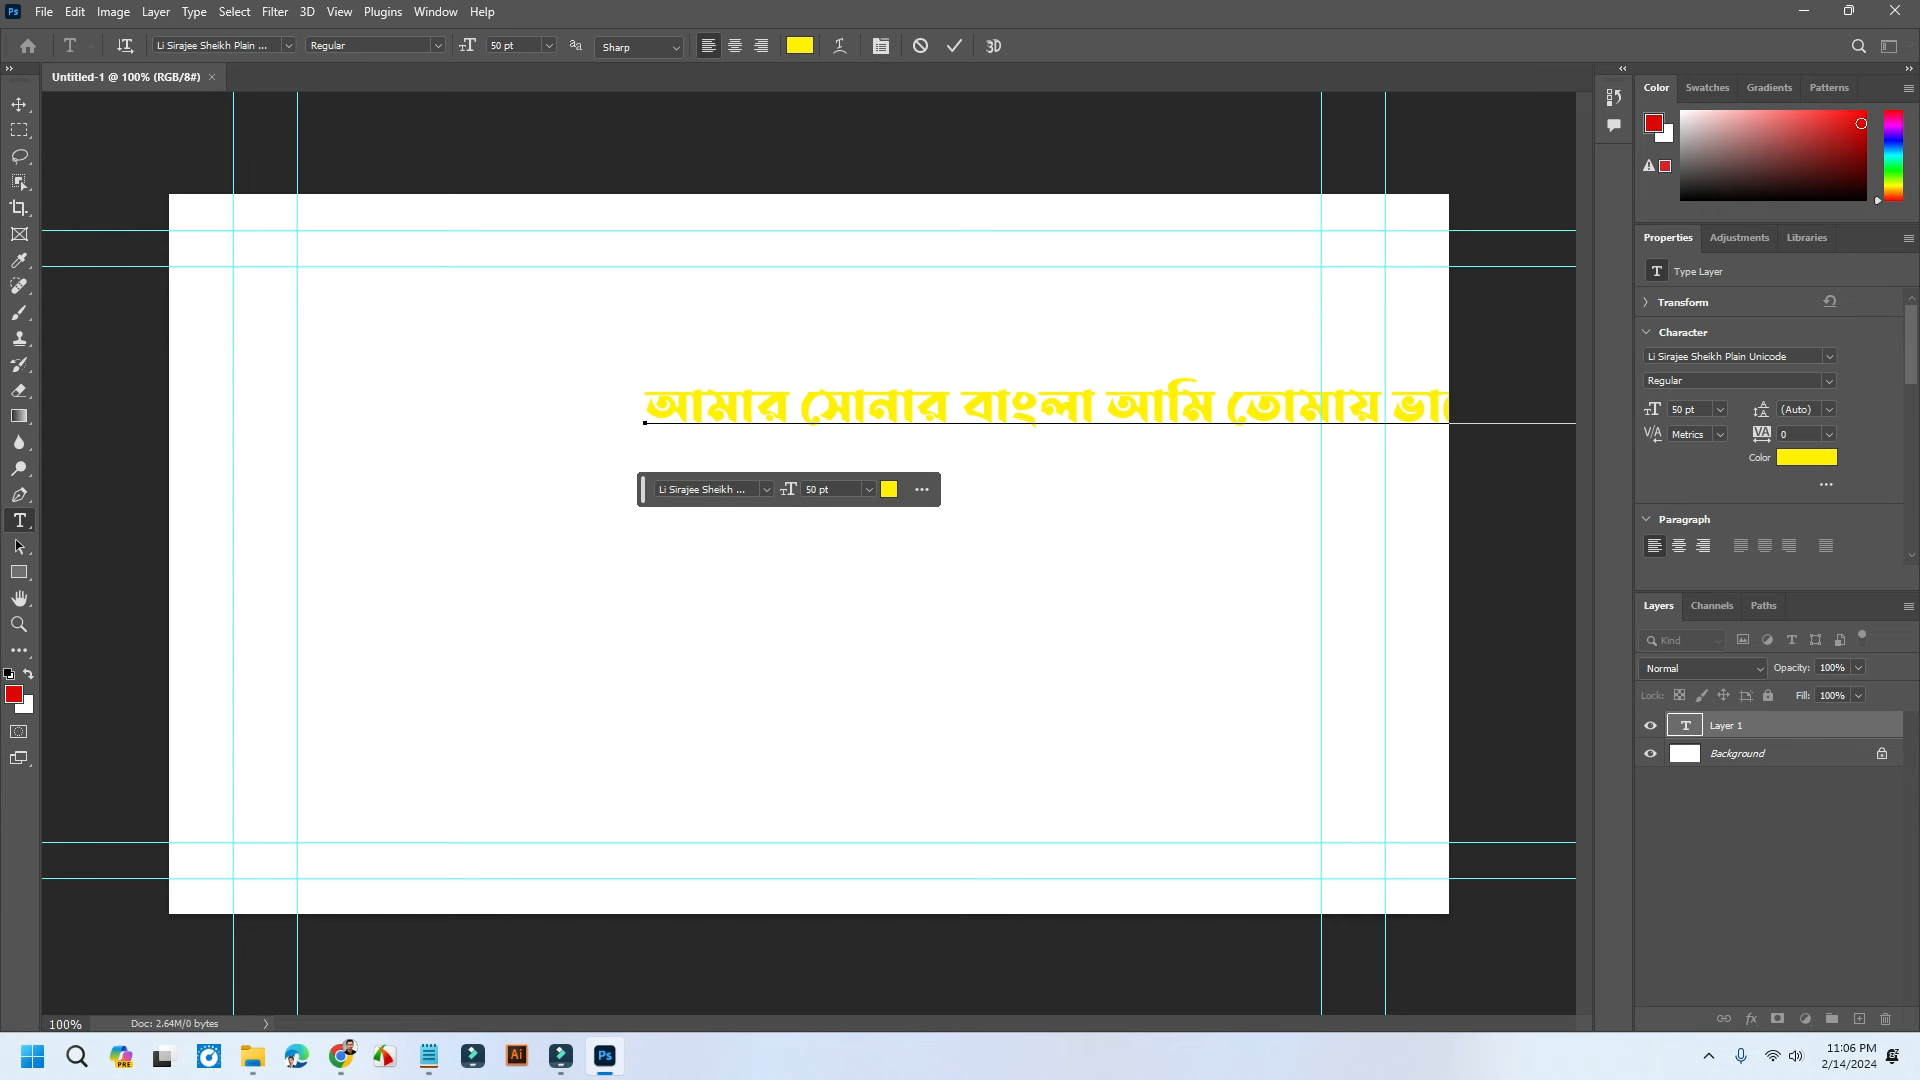 Ps File Edit Image Layer Type Select Filter 3D View Plugins Window Help
Li Sirajee Sheikh Plain ... Regular 50 pt Sharp 3D
Untitled-1 @ 100% (RGB/8#)
Color Swatches Gradients Patterns
Properties Adjustments Libraries
Type Layer
Transform
Character
Li Sirajee Sheikh Plain Unicode
Regular
50 pt (Auto)
Metrics 0
Color
Paragraph
আমার সোনার বাংলা আমি তোমায়
Li Sirajee Sheikh ... 50 pt
Layers Channels Paths
Kind
Normal Opacity: 100%
Lock: Fill: 100%
Layer 1
Background
100% Doc: 2.64M/0 bytes
PRE
Ai
Ps
11:06 PM
2/14/2024